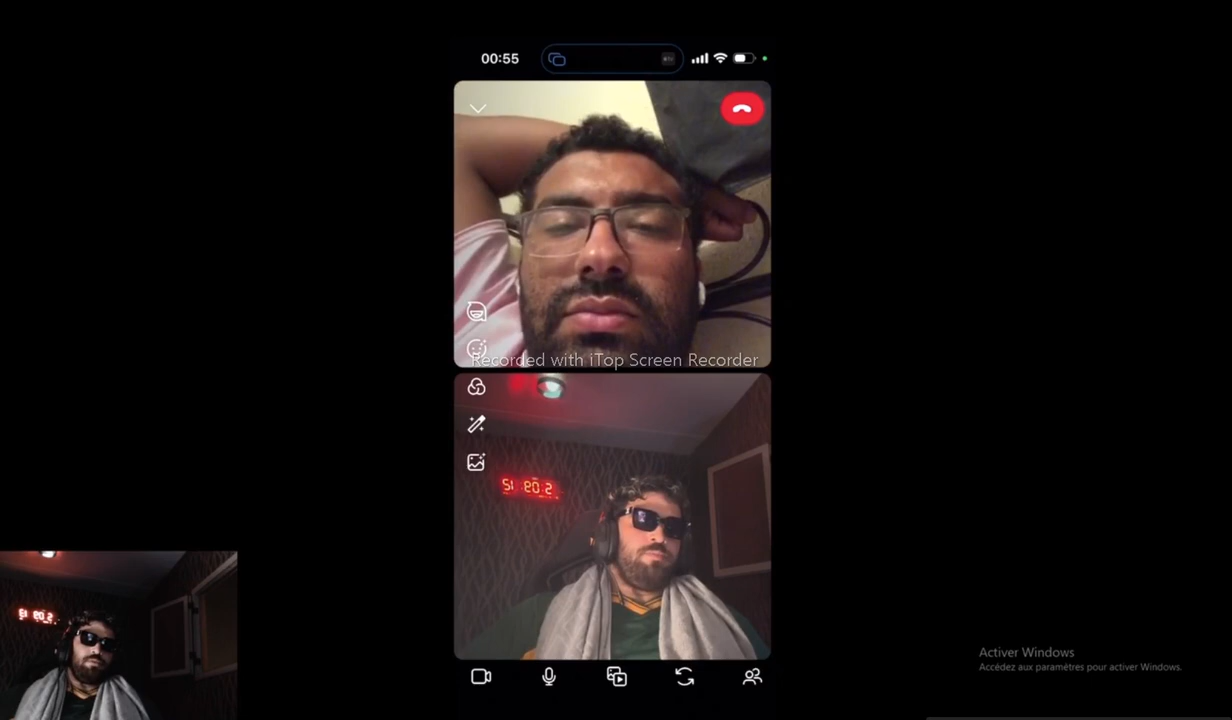 00:55
Recorded with iTop Screen Recorder
Activer Windows
Accédez aux paramètres pour activer Windows.